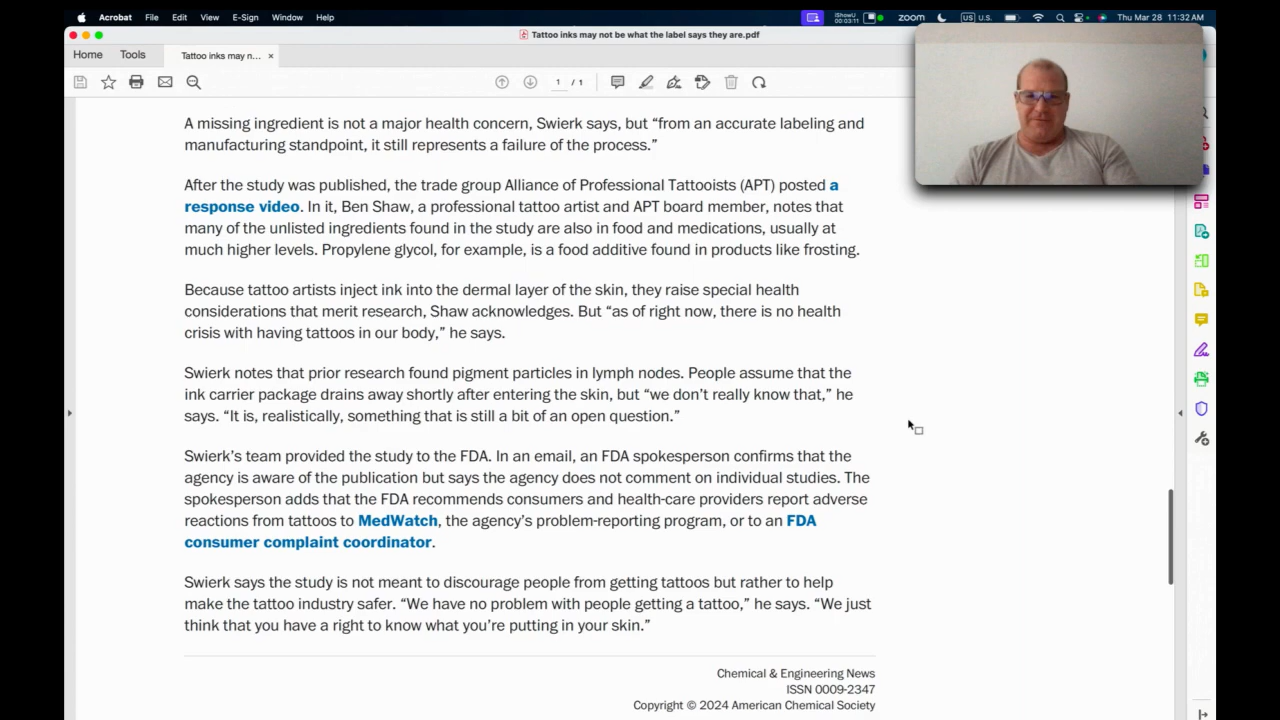 Acrobat File Edit View E-Sign Window Help
iShowU 00:03:11 zoom US U.S. Thu Mar 28 11:32 AM
Tattoo inks may not be what the label says they are.pdf
Home Tools Tattoo inks may n... ×
1 / 1
A missing ingredient is not a major health concern, Swierk says, but “from an accurate labeling and
manufacturing standpoint, it still represents a failure of the process.”
After the study was published, the trade group Alliance of Professional Tattooists (APT) posted a
response video. In it, Ben Shaw, a professional tattoo artist and APT board member, notes that
many of the unlisted ingredients found in the study are also in food and medications, usually at
much higher levels. Propylene glycol, for example, is a food additive found in products like frosting.
Because tattoo artists inject ink into the dermal layer of the skin, they raise special health
considerations that merit research, Shaw acknowledges. But “as of right now, there is no health
crisis with having tattoos in our body,” he says.
Swierk notes that prior research found pigment particles in lymph nodes. People assume that the
ink carrier package drains away shortly after entering the skin, but “we don’t really know that,” he
says. “It is, realistically, something that is still a bit of an open question.”
Swierk’s team provided the study to the FDA. In an email, an FDA spokesperson confirms that the
agency is aware of the publication but says the agency does not comment on individual studies. The
spokesperson adds that the FDA recommends consumers and health-care providers report adverse
reactions from tattoos to MedWatch, the agency’s problem-reporting program, or to an FDA
consumer complaint coordinator.
Swierk says the study is not meant to discourage people from getting tattoos but rather to help
make the tattoo industry safer. “We have no problem with people getting a tattoo,” he says. “We just
think that you have a right to know what you’re putting in your skin.”
Chemical & Engineering News
ISSN 0009-2347
Copyright © 2024 American Chemical Society